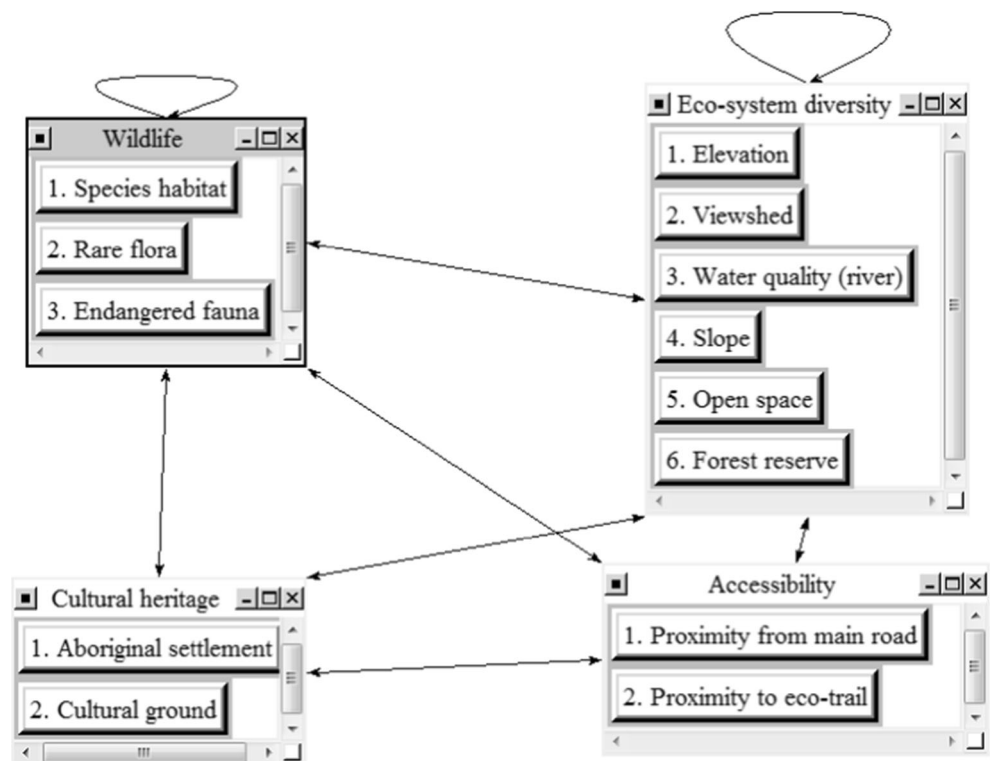 Wildlife
1. Species habitat
2. Rare flora
3. Endangered fauna
Eco-system diversity
1. Elevation
2. Viewshed
3. Water quality (river)
4. Slope
5. Open space
6. Forest reserve
Cultural heritage
1. Aboriginal settlement
2. Cultural ground
Accessibility
1. Proximity from main road
2. Proximity to eco-trail